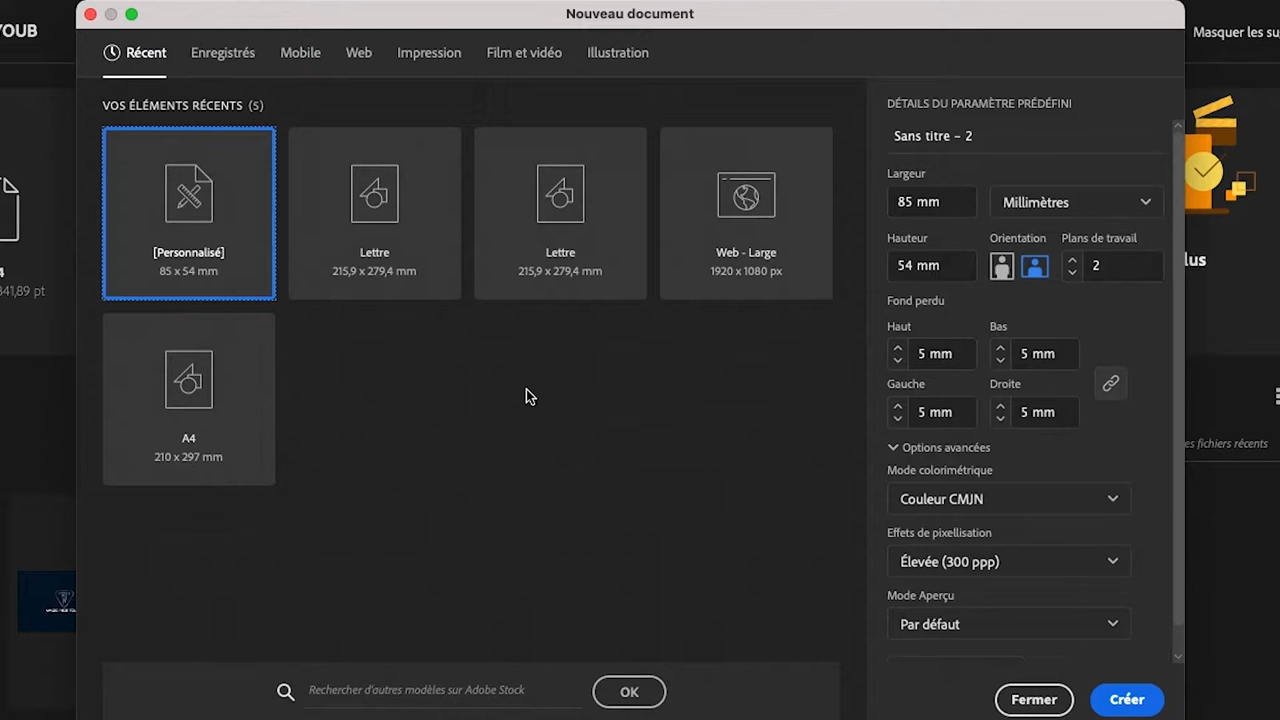 Nouveau document
YOUB
Masquer les su
Récent
Enregistrés
Mobile
Web
Impression
Film et vidéo
Illustration
VOS ÉLÉMENTS RÉCENTS (5)
[Personnalisé]
85 x 54 mm
Lettre
215,9 x 279,4 mm
Lettre
215,9 x 279,4 mm
Web - Large
1920 x 1080 px
A4
210 x 297 mm
4
341,89 pt
DÉTAILS DU PARAMÈTRE PRÉDÉFINI
Sans titre – 2
Largeur
85 mm
Millimètres
Hauteur
Orientation
Plans de travail
54 mm
2
Fond perdu
Haut
Bas
5 mm
5 mm
Gauche
Droite
5 mm
5 mm
Options avancées
Mode colorimétrique
Couleur CMJN
Effets de pixellisation
Élevée (300 ppp)
Mode Aperçu
Par défaut
lus
es fichiers récents
Rechercher d'autres modèles sur Adobe Stock
OK
Fermer
Créer